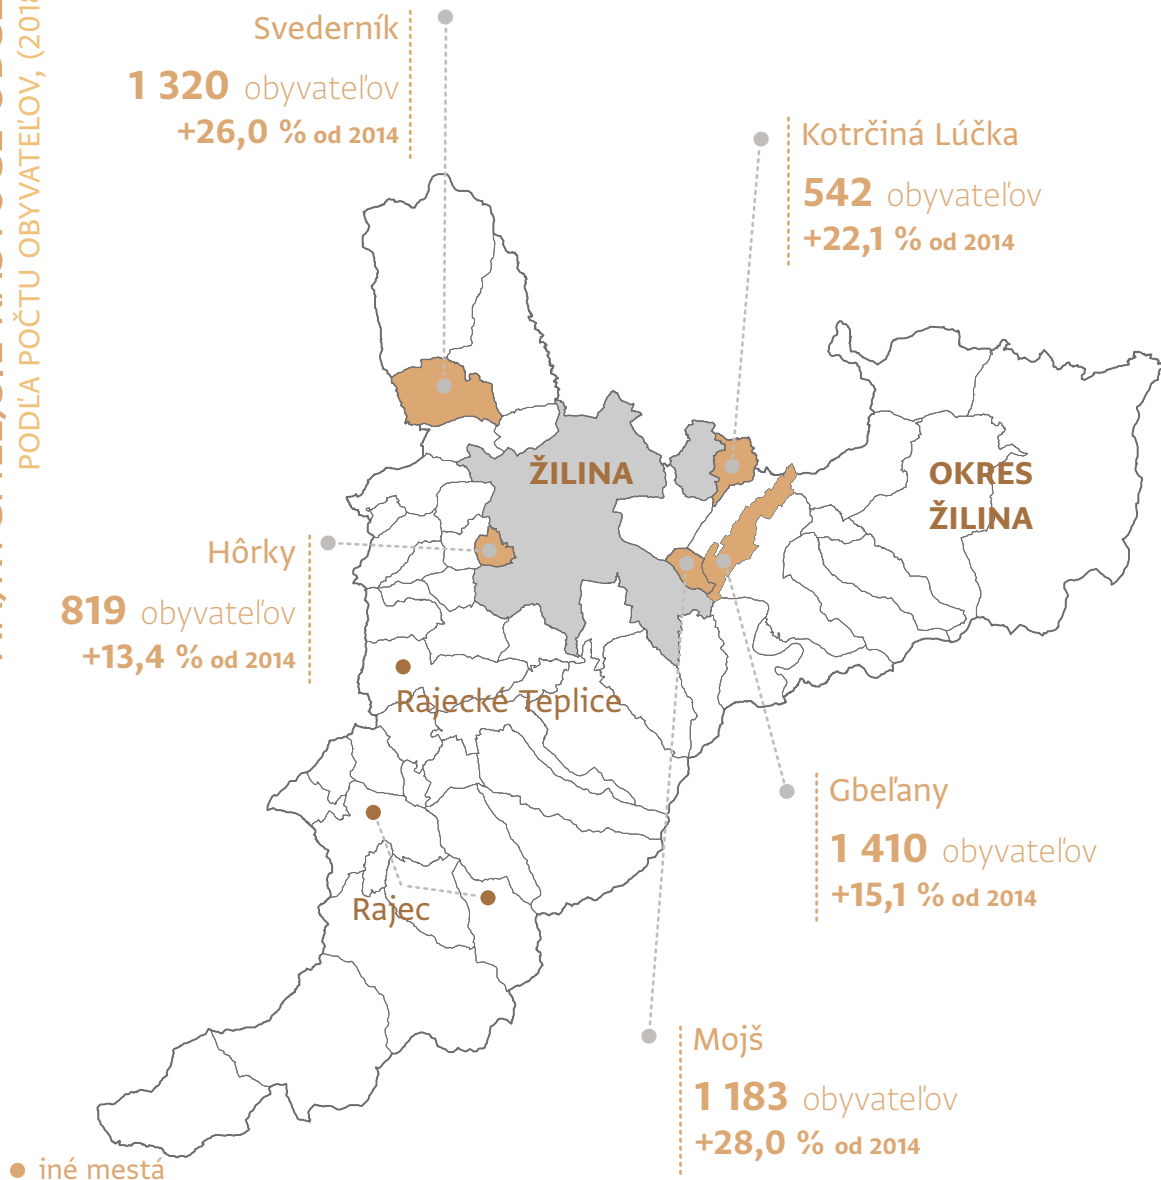 PODĽA POČTU OBYVATEĽOV, (2018
Svederník
1 320 obyvateľov
+26,0 % od 2014
Kotrčiná Lúčka
542 obyvateľov
+22,1 % od 2014
ŽILINA
OKRES
ŽILINA
Hôrky
819 obyvateľov
+13,4 % od 2014
Rajecké Teplice
Gbeľany
1 410 obyvateľov
+15,1 % od 2014
Rajec
Mojš
1 183 obyvateľov
+28,0 % od 2014
iné mestá